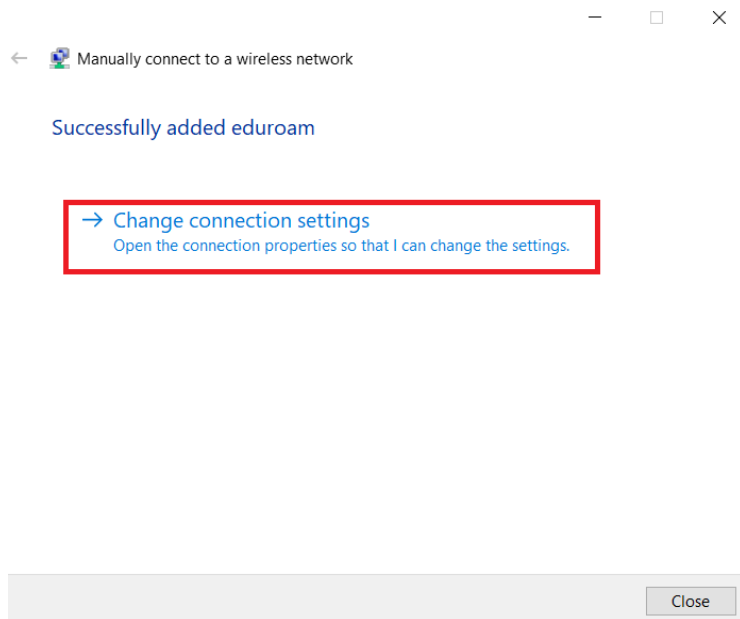 Manually connect to a wireless network
Successfully added eduroam
Change connection settings
Open the connection properties so that I can change the settings.
Close